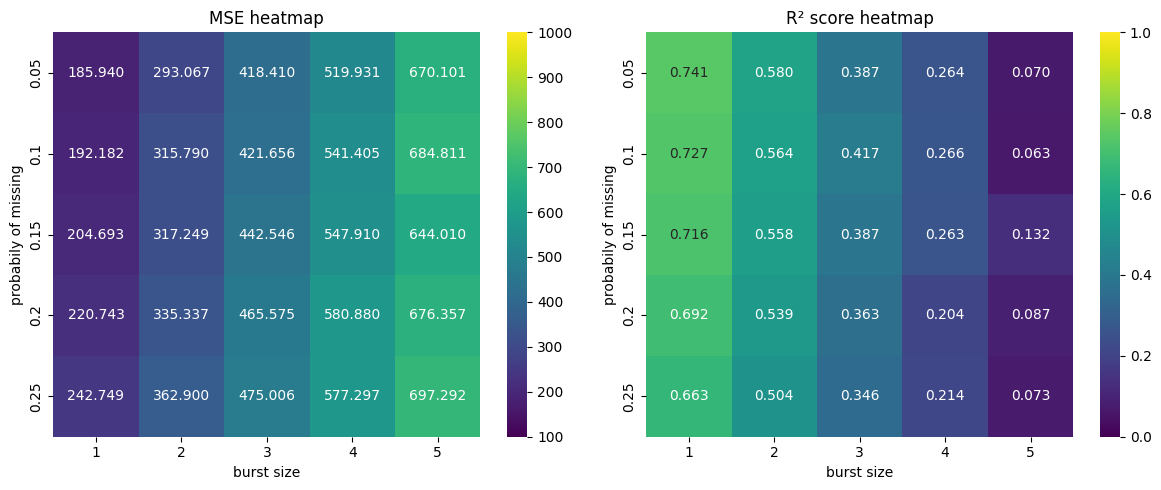 MSE heatmap
probabily of missing
0.05
185.940 293.067 418.410 519.931 670.101
0.1
192.182 315.790 421.656 541.405 684.811
0.15
204.693 317.249 442.546 547.910 644.010
0.2
220.743 335.337 465.575 580.880 676.357
0.25
242.749 362.900 475.006 577.297 697.292
1 2 3 4 5
burst size
1000
900
800
700
600
500
400
300
200
100
R² score heatmap
probabily of missing
0.05
0.741 0.580 0.387 0.264 0.070
0.1
0.727 0.564 0.417 0.266 0.063
0.15
0.716 0.558 0.387 0.263 0.132
0.2
0.692 0.539 0.363 0.204 0.087
0.25
0.663 0.504 0.346 0.214 0.073
1 2 3 4 5
burst size
1.0
0.8
0.6
0.4
0.2
0.0